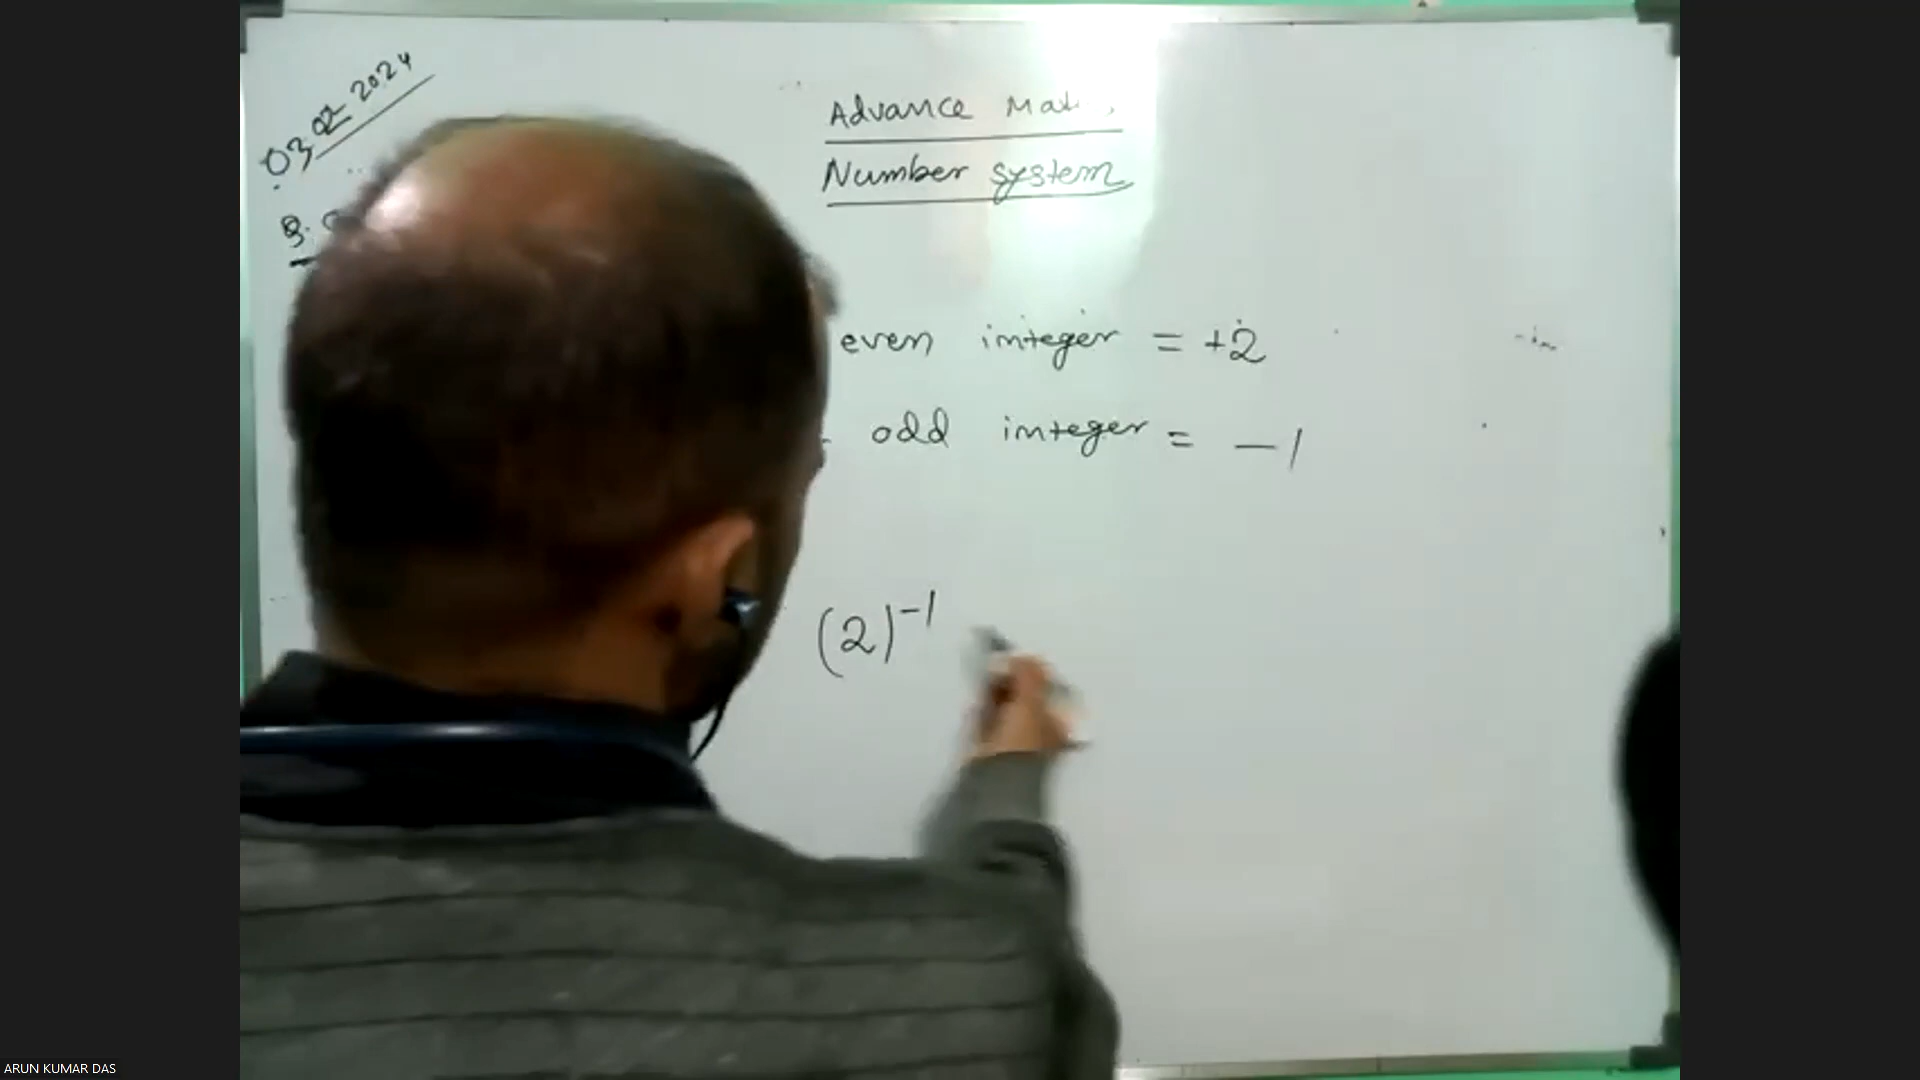 03.02.2024
Advance Mat
Number system
Q.
even integer = +2
odd integer = -1
(2)⁻¹
ARUN KUMAR DAS